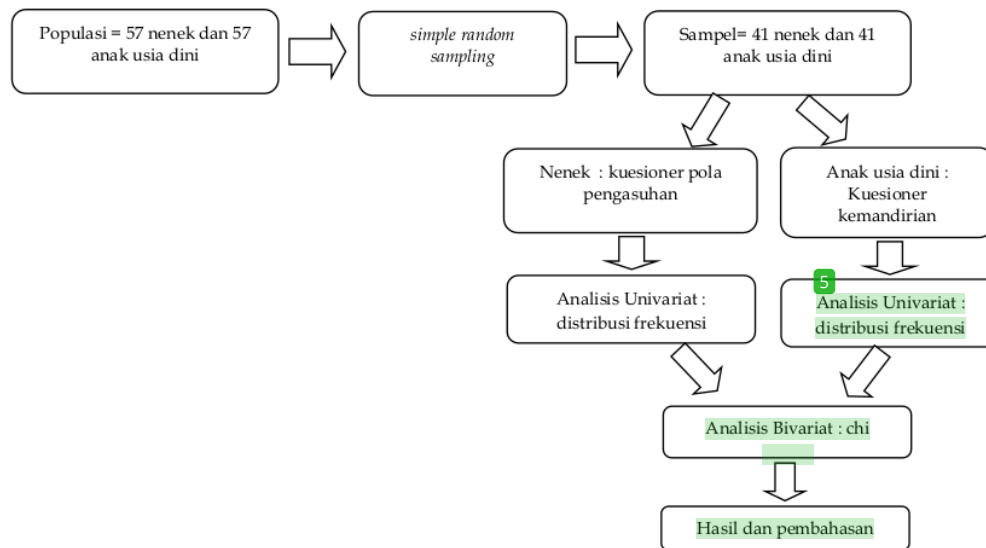 Populasi = 57 nenek dan 57
anak usia dini
simple random
sampling
Sampel= 41 nenek dan 41
anak usia dini
Nenek : kuesioner pola
pengasuhan
Anak usia dini :
Kuesioner
kemandirian
Analisis Univariat :
distribusi frekuensi
5
Analisis Univariat :
distribusi frekuensi
Analisis Bivariat : chi
Hasil dan pembahasan